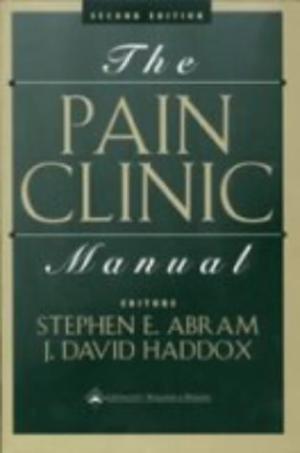 SECOND EDITION
The
PAIN
CLINIC
Manual
EDITORS
STEPHEN E. ABRAM
J. DAVID HADDOX